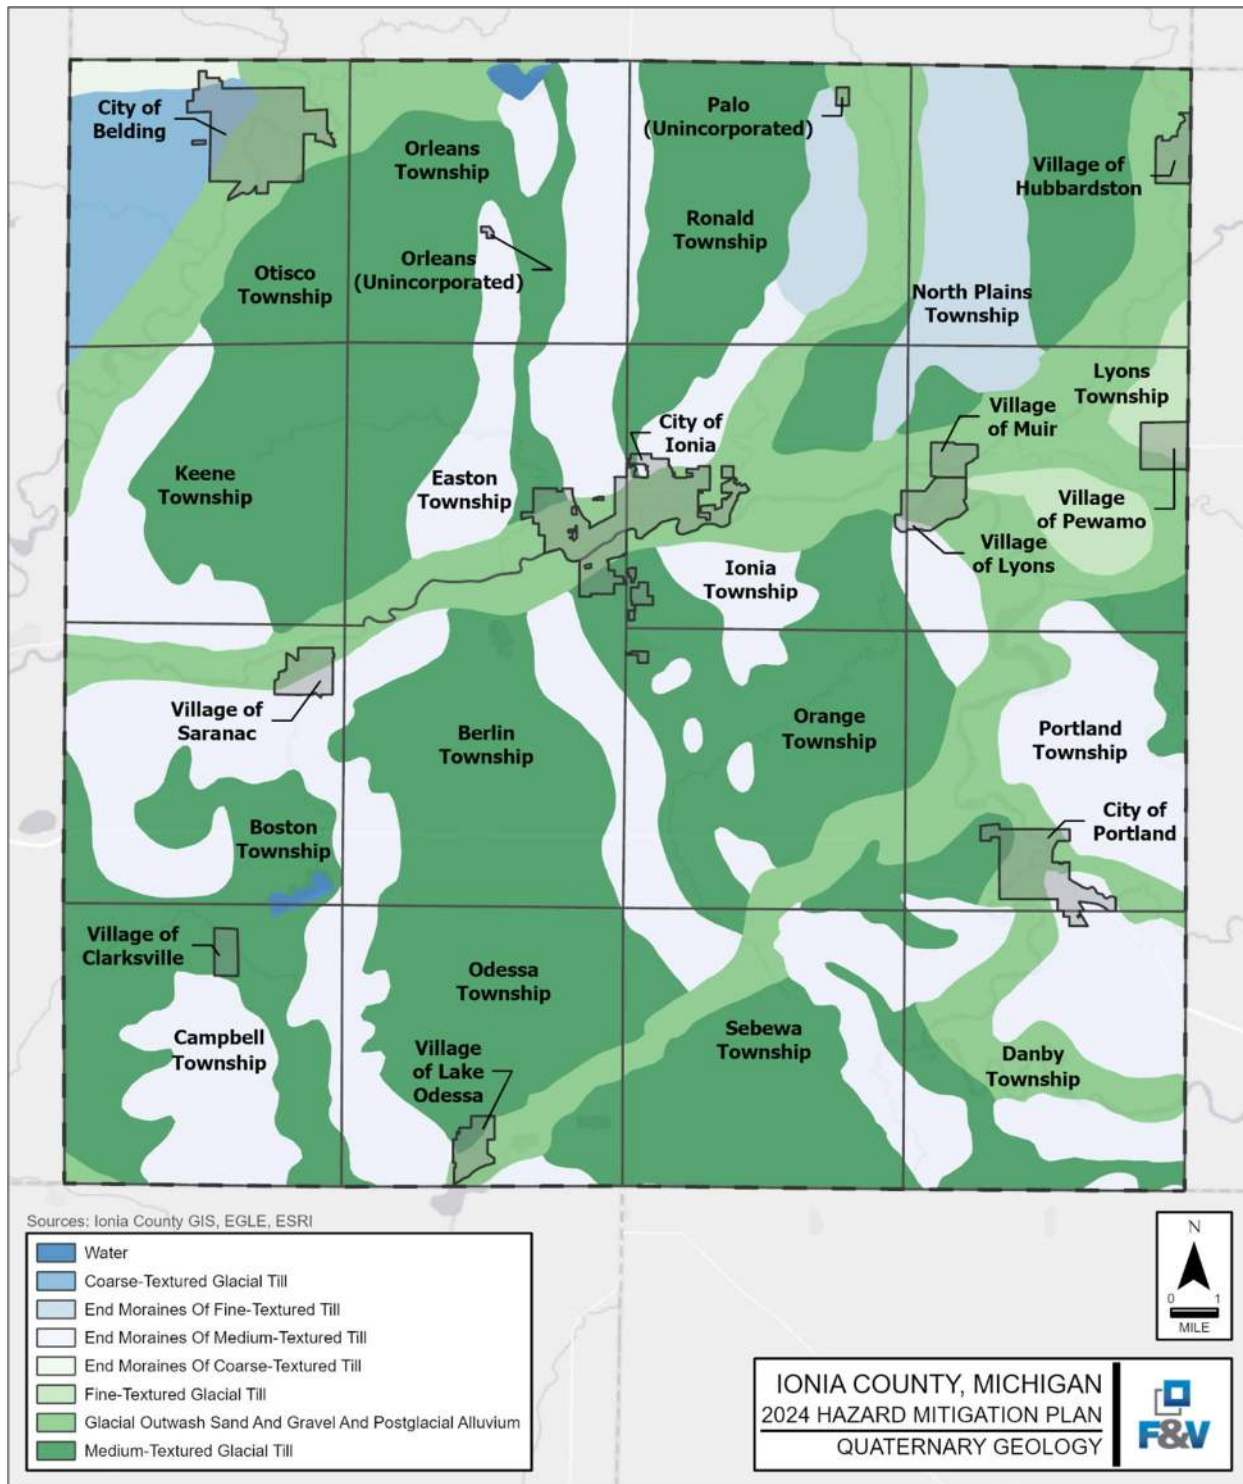 City of
Belding
Orleans
Township
Palo
(Unincorporated)
Village of
Hubbardston
Ronald
Township
Otisco
Township
Orleans
(Unincorporated)
North Plains
Township
Lyons
Township
Village
of Muir
City of
Ionia
Keene
Township
Easton
Township
Village
of Pewamo
Village
of Lyons
Ionia
Township
Village of
Saranac
Berlin
Township
Orange
Township
Portland
Township
City of
Portland
Boston
Township
Village of
Clarksville
Odessa
Township
Campbell
Township
Village
of Lake
Odessa
Sebewa
Township
Danby
Township
Sources: Ionia County GIS, EGLE, ESRI
Water
Coarse-Textured Glacial Till
End Moraines Of Fine-Textured Till
End Moraines Of Medium-Textured Till
End Moraines Of Coarse-Textured Till
Fine-Textured Glacial Till
Glacial Outwash Sand And Gravel And Postglacial Alluvium
Medium-Textured Glacial Till
N
0 1
MILE
IONIA COUNTY, MICHIGAN
2024 HAZARD MITIGATION PLAN
QUATERNARY GEOLOGY
F&V